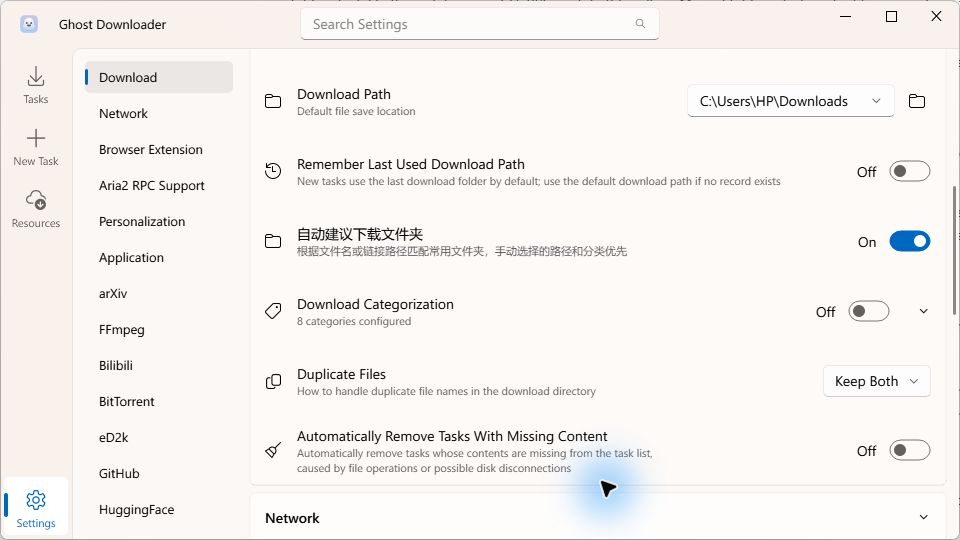 Ghost Downloader
Search Settings
Tasks
New Task
Resources
Settings
Download
Network
Browser Extension
Aria2 RPC Support
Personalization
Application
arXiv
FFmpeg
Bilibili
BitTorrent
eD2k
GitHub
HuggingFace
Download Path
Default file save location
C:\Users\HP\Downloads
Remember Last Used Download Path
New tasks use the last download folder by default; use the default download path if no record exists
Off
自动建议下载文件夹
根据文件名或链接路径匹配常用文件夹，手动选择的路径和分类优先
On
Download Categorization
8 categories configured
Off
Duplicate Files
How to handle duplicate file names in the download directory
Keep Both
Automatically Remove Tasks With Missing Content
Automatically remove tasks whose contents are missing from the task list,
caused by file operations or possible disk disconnections
Off
Network